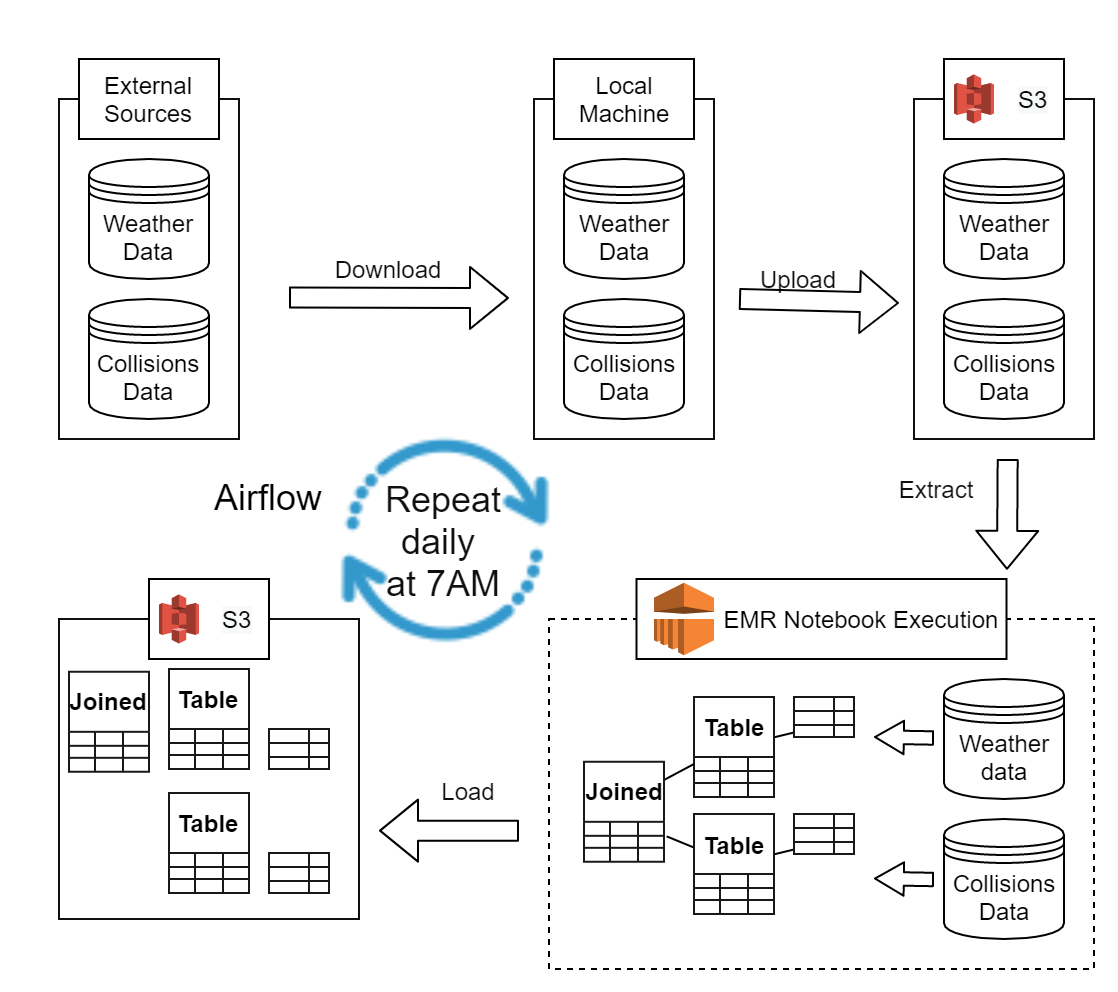 External
Sources
Weather
Data
Collisions
Data
Download
Local
Machine
Weather
Data
Collisions
Data
Upload
S3
Weather
Data
Collisions
Data
Extract
Airflow
Repeat
daily
at 7AM
EMR Notebook Execution
Weather
data
Collisions
Data
Table
Joined
Table
Load
S3
Joined
Table
Table